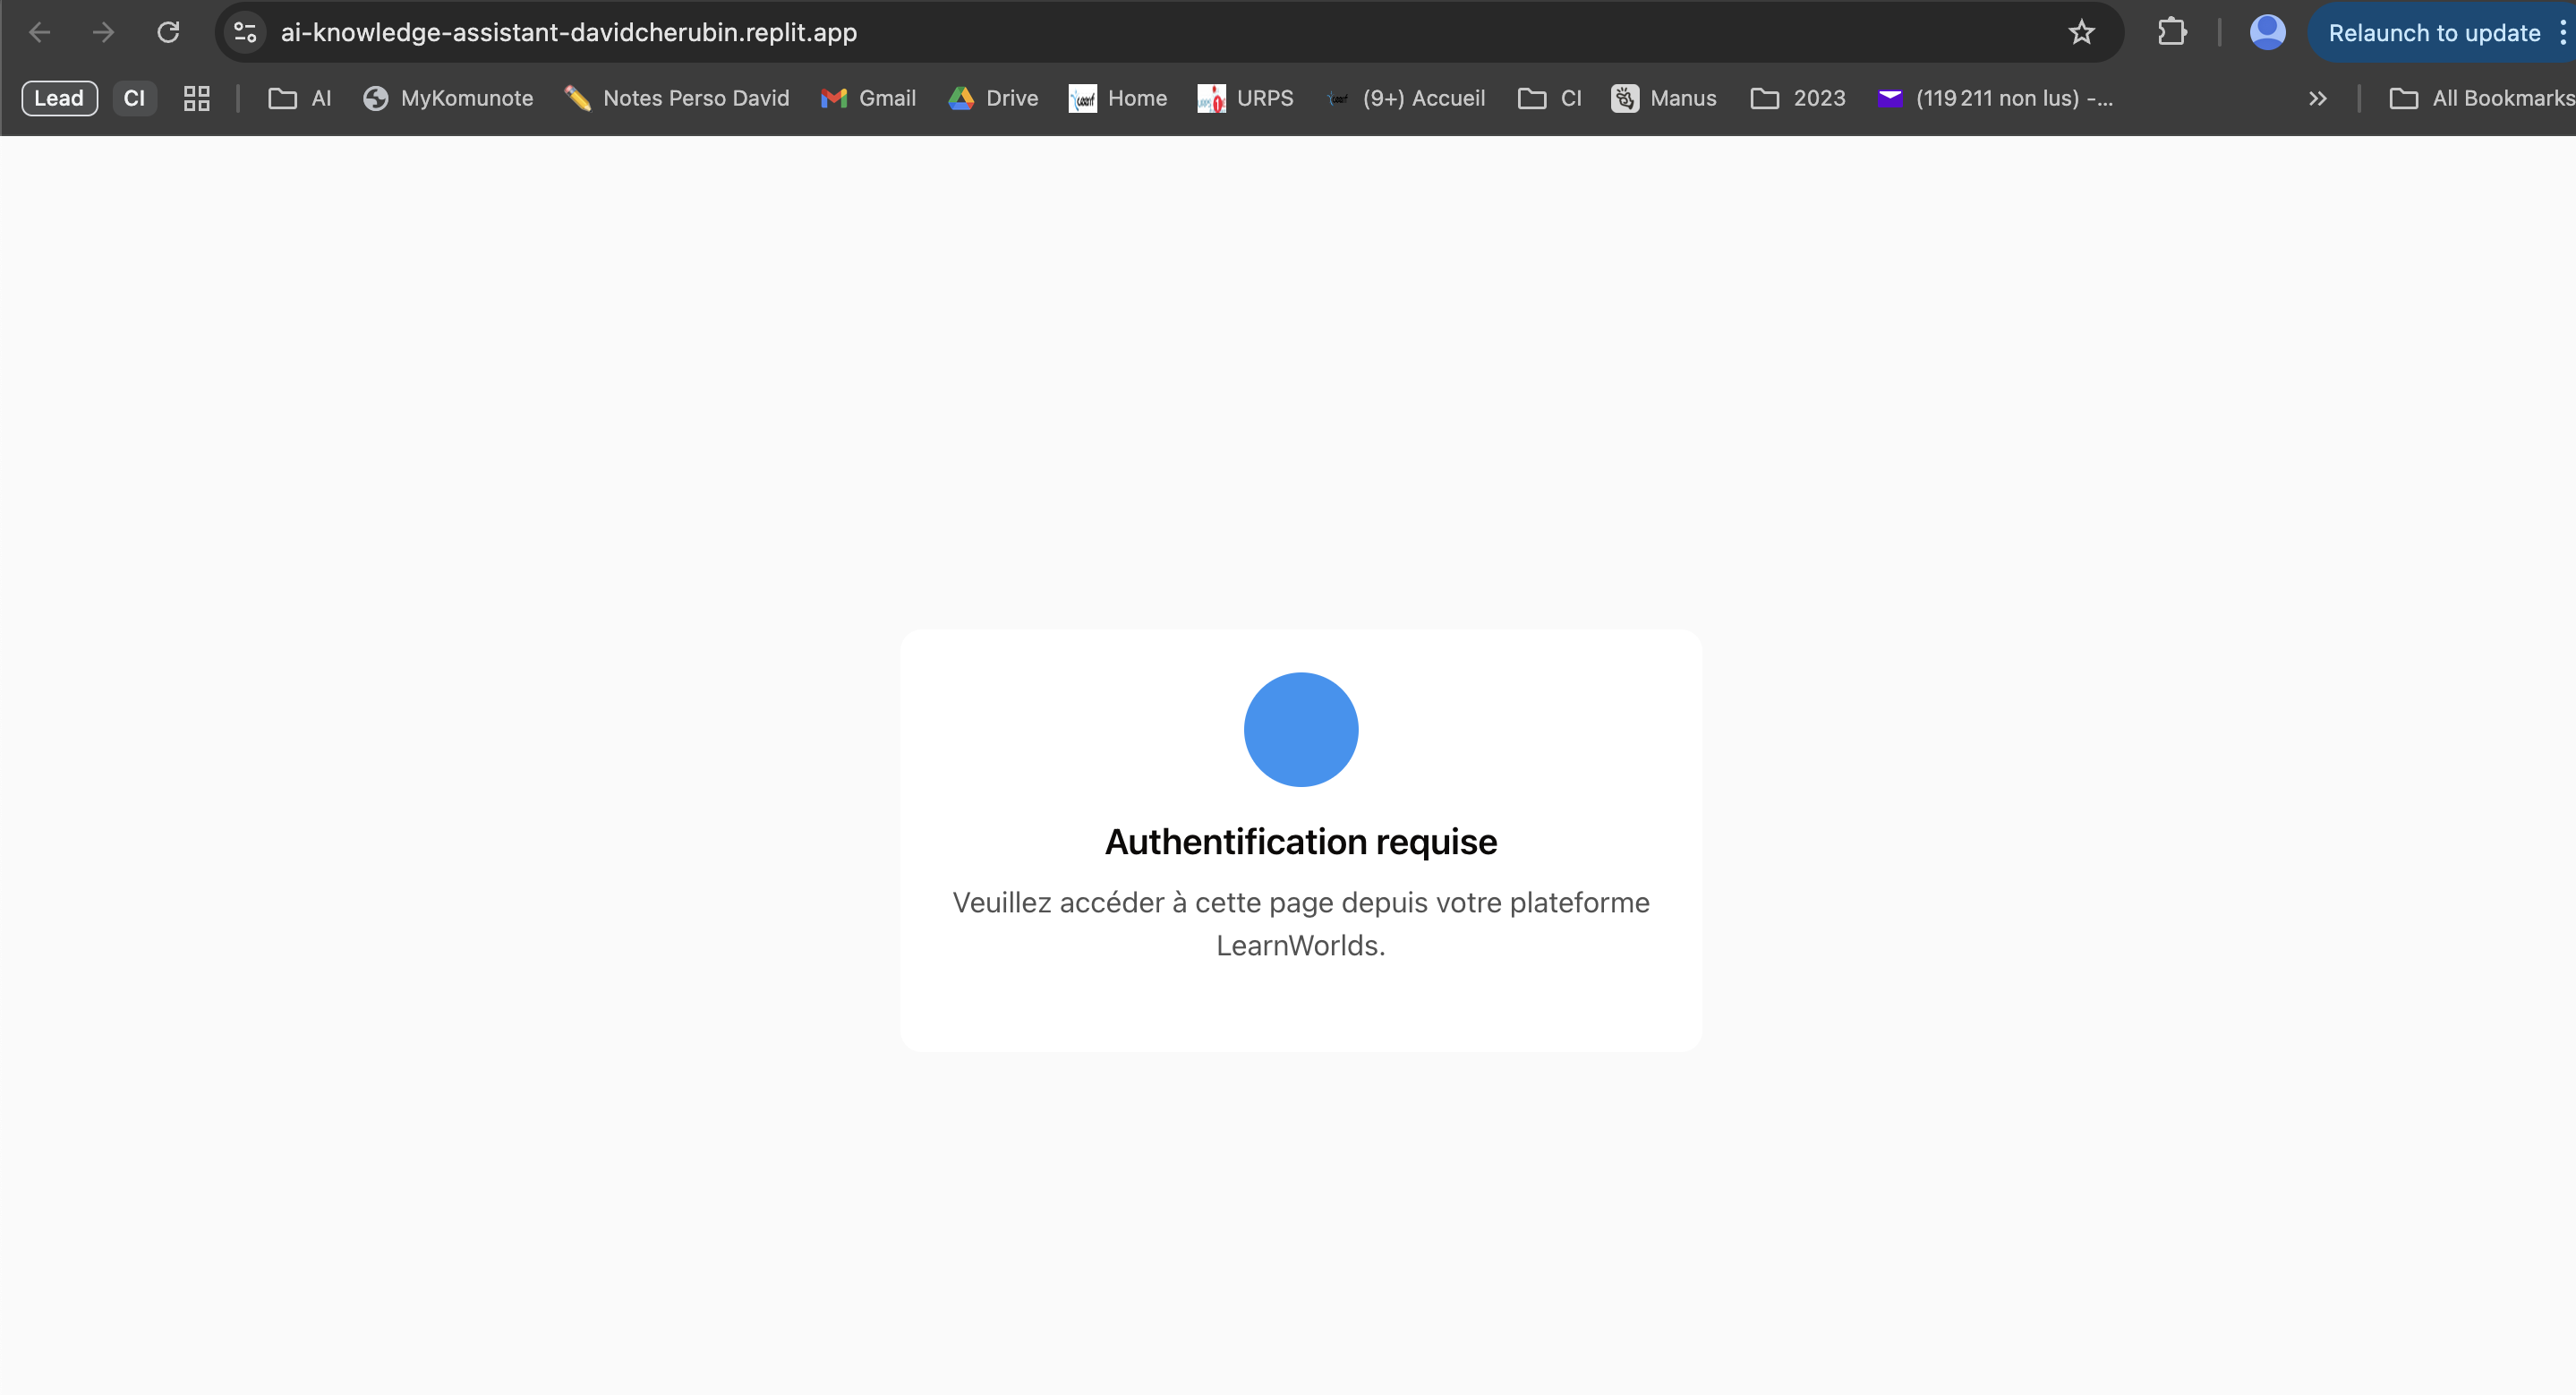 ai-knowledge-assistant-davidcherubin.replit.app
Relaunch to update
Lead CI AI MyKomunote Notes Perso David Gmail Drive Home URPS (9+) Accueil CI Manus 2023 (119 211 non lus) -... All Bookmarks
Authentification requise
Veuillez accéder à cette page depuis votre plateforme
LearnWorlds.